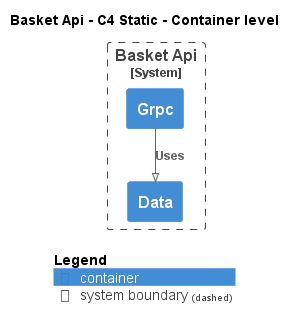 Basket Api - C4 Static - Container level
Basket Api
[System]
Grpc
Uses
Data
Legend
container
system boundary (dashed)